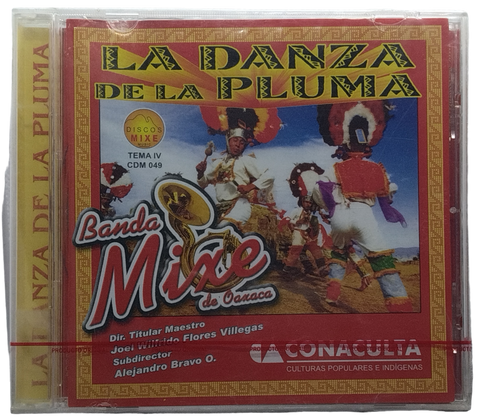 LA DANZA
DE LA PLUMA
DISCOS
MIXE
TEMA IV
CDM 049
Banda
Mixe
de Oaxaca
Dir. Titular Maestro
Joel Wilfrido Flores Villegas
Subdirector
Alejandro Bravo O.
CONACULTA
CULTURAS POPULARES E INDÍGENAS
LA DANZA DE LA PLUMA